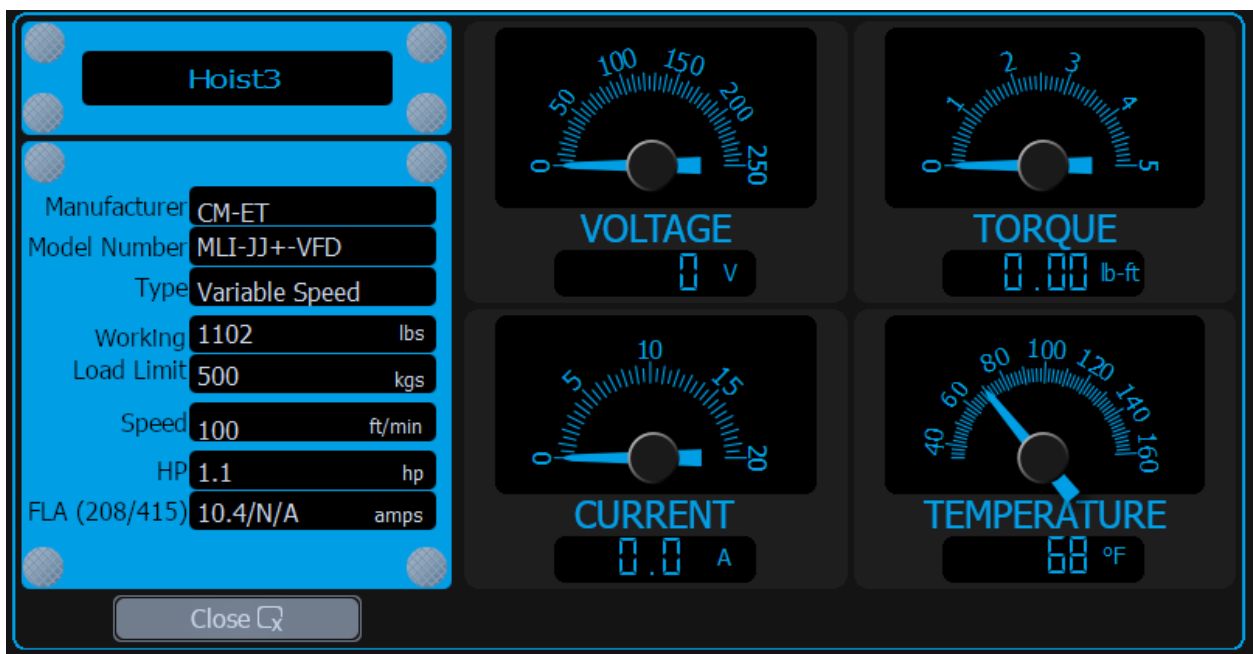 Hoist3
Manufacturer CM-ET
Model Number MLI-JJ+-VFD
Type Variable Speed
Working 1102 lbs
Load Limit 500 kgs
Speed 100 ft/min
HP 1.1 hp
FLA (208/415) 10.4/N/A amps
Close
0 50 100 150 200 250
VOLTAGE
0 V
0 1 2 3 4 5
TORQUE
0.00 lb-ft
0 5 10 15 20
CURRENT
0.0 A
40 60 80 100 120 140 160
TEMPERATURE
68 °F